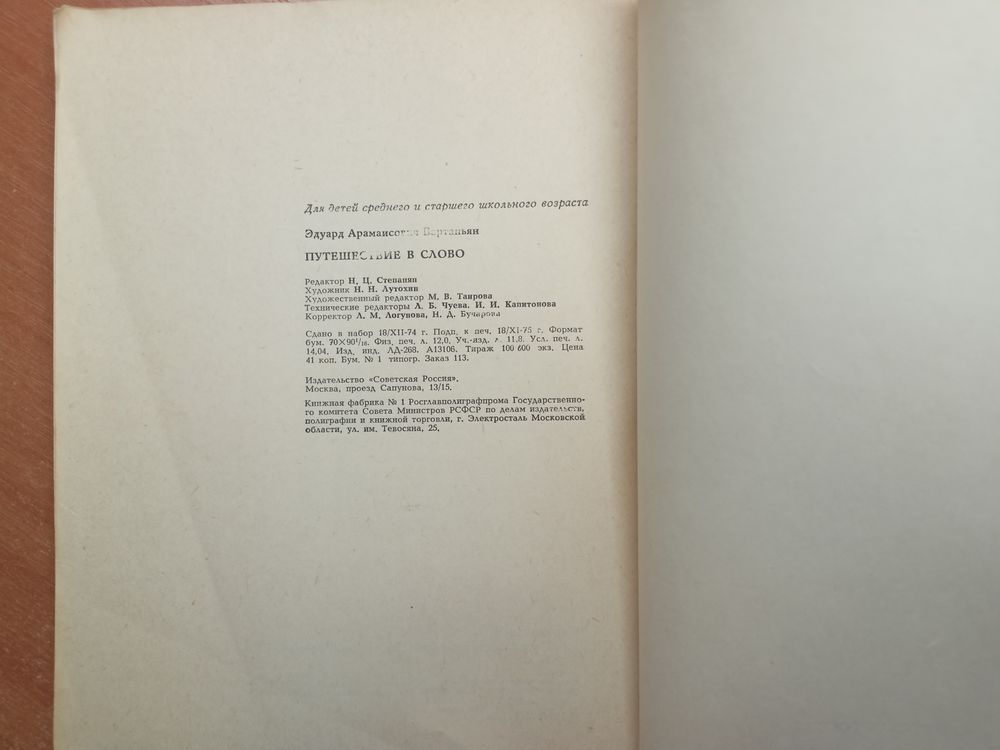 Для детей среднего и старшего школьного возраста
Эдуард Арамаисович Вартаньян
ПУТЕШЕСТВИЕ В СЛОВО
Редактор Н. Ц. Степанян
Художник Н. Н. Лутохин
Художественный редактор М. В. Таирова
Технические редакторы Л. Б. Чуева, И. И. Капитонова
Корректор Л. М. Логунова, Н. Д. Бучарова
Сдано в набор 18/XII-74 г. Подп. к печ. 18/XI-75 г. Формат
бум. 70×90¹/₁₆. Физ. печ. л. 12,0. Уч.-изд. л. 11,8. Усл. печ. л.
14,04. Изд. инд. ЛД-268. А13106. Тираж 100 600 экз. Цена
41 коп. Бум. № 1 типогр. Заказ 113.
Издательство «Советская Россия».
Москва, проезд Сапунова, 13/15.
Книжная фабрика № 1 Росглавполиграфпрома Государственно-
го комитета Совета Министров РСФСР по делам издательств,
полиграфии и книжной торговли, г. Электросталь Московской
области, ул. им. Тевосяна, 25.